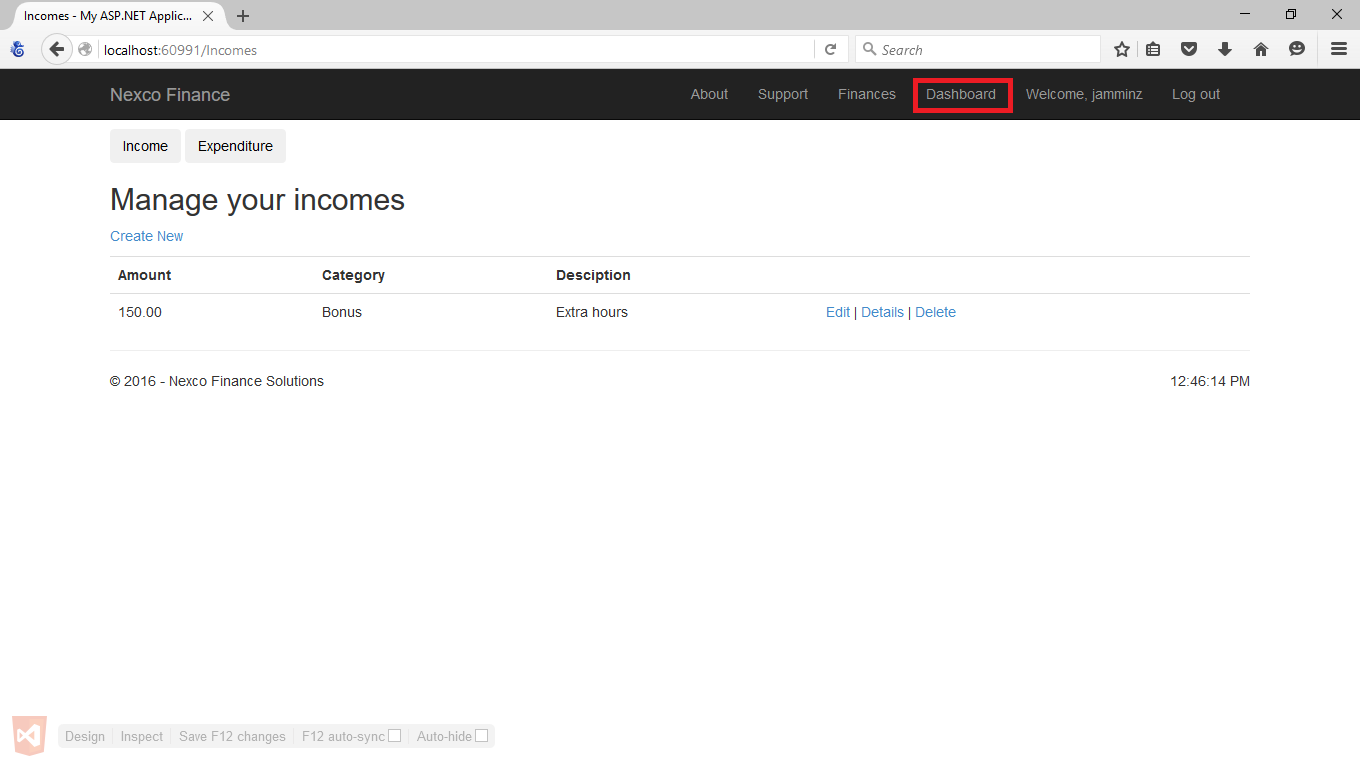 Incomes - My ASP.NET Applic...
localhost:60991/Incomes
Search
Nexco Finance About Support Finances Dashboard Welcome, jamminz Log out
Income Expenditure
Manage your incomes
Create New
Amount Category Desciption
150.00 Bonus Extra hours Edit | Details | Delete
© 2016 - Nexco Finance Solutions 12:46:14 PM
Design Inspect Save F12 changes F12 auto-sync Auto-hide